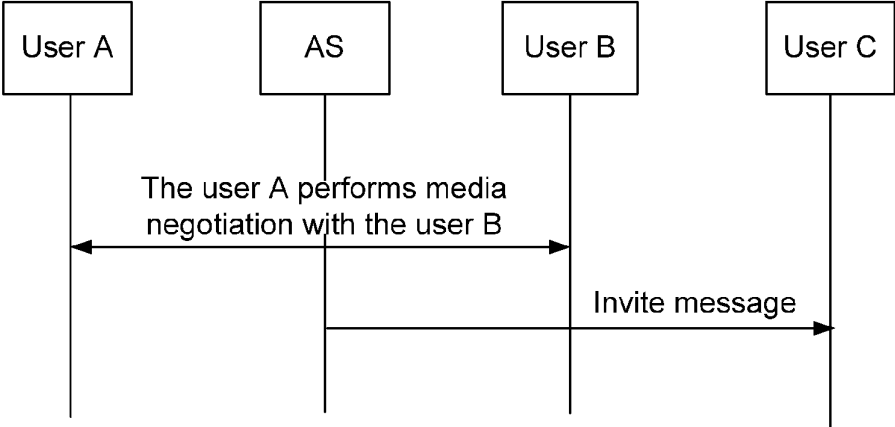 User A
AS
User B
User C
The user A performs media
negotiation with the user B
Invite message